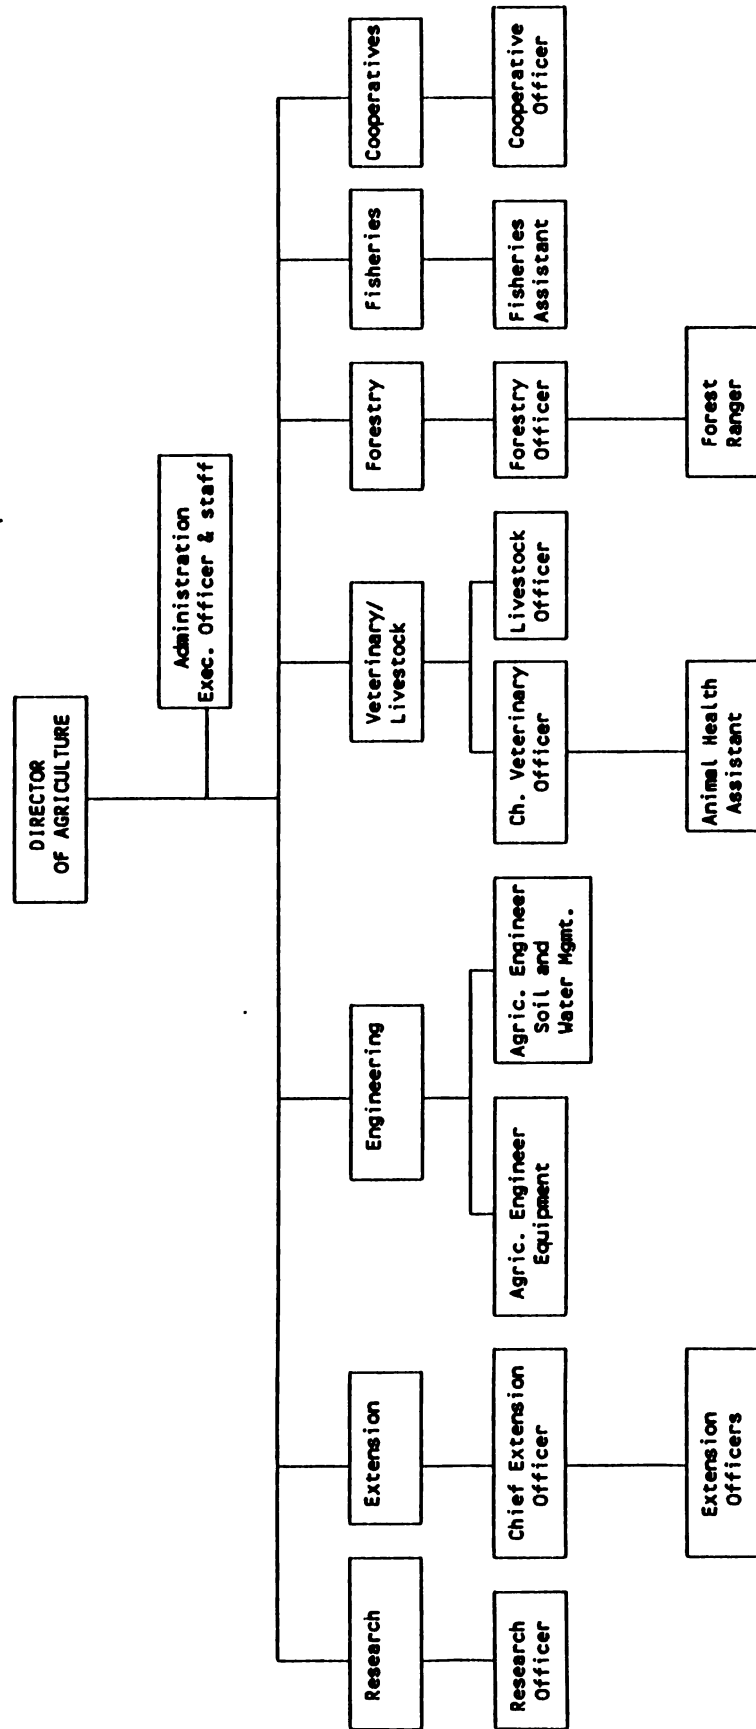 DIRECTOR
OF AGRICULTURE
Administration
Exec. Officer & staff
Research
Extension
Engineering
Veterinary/
Livestock
Forestry
Fisheries
Cooperatives
Research
Officer
Chief Extension
Officer
Agric. Engineer
Equipment
Agric. Engineer
Soil and
Water Mgmt.
Ch. Veterinary
Officer
Livestock
Officer
Forestry
Officer
Fisheries
Assistant
Cooperative
Officer
Extension
Officers
Animal Health
Assistant
Forest
Ranger